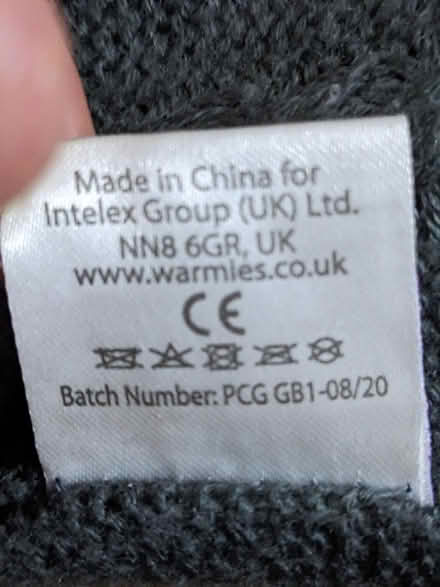 Made in China for
Intelex Group (UK) Ltd.
NN8 6GR, UK
www.warmies.co.uk
CE
Batch Number: PCG GB1-08/20